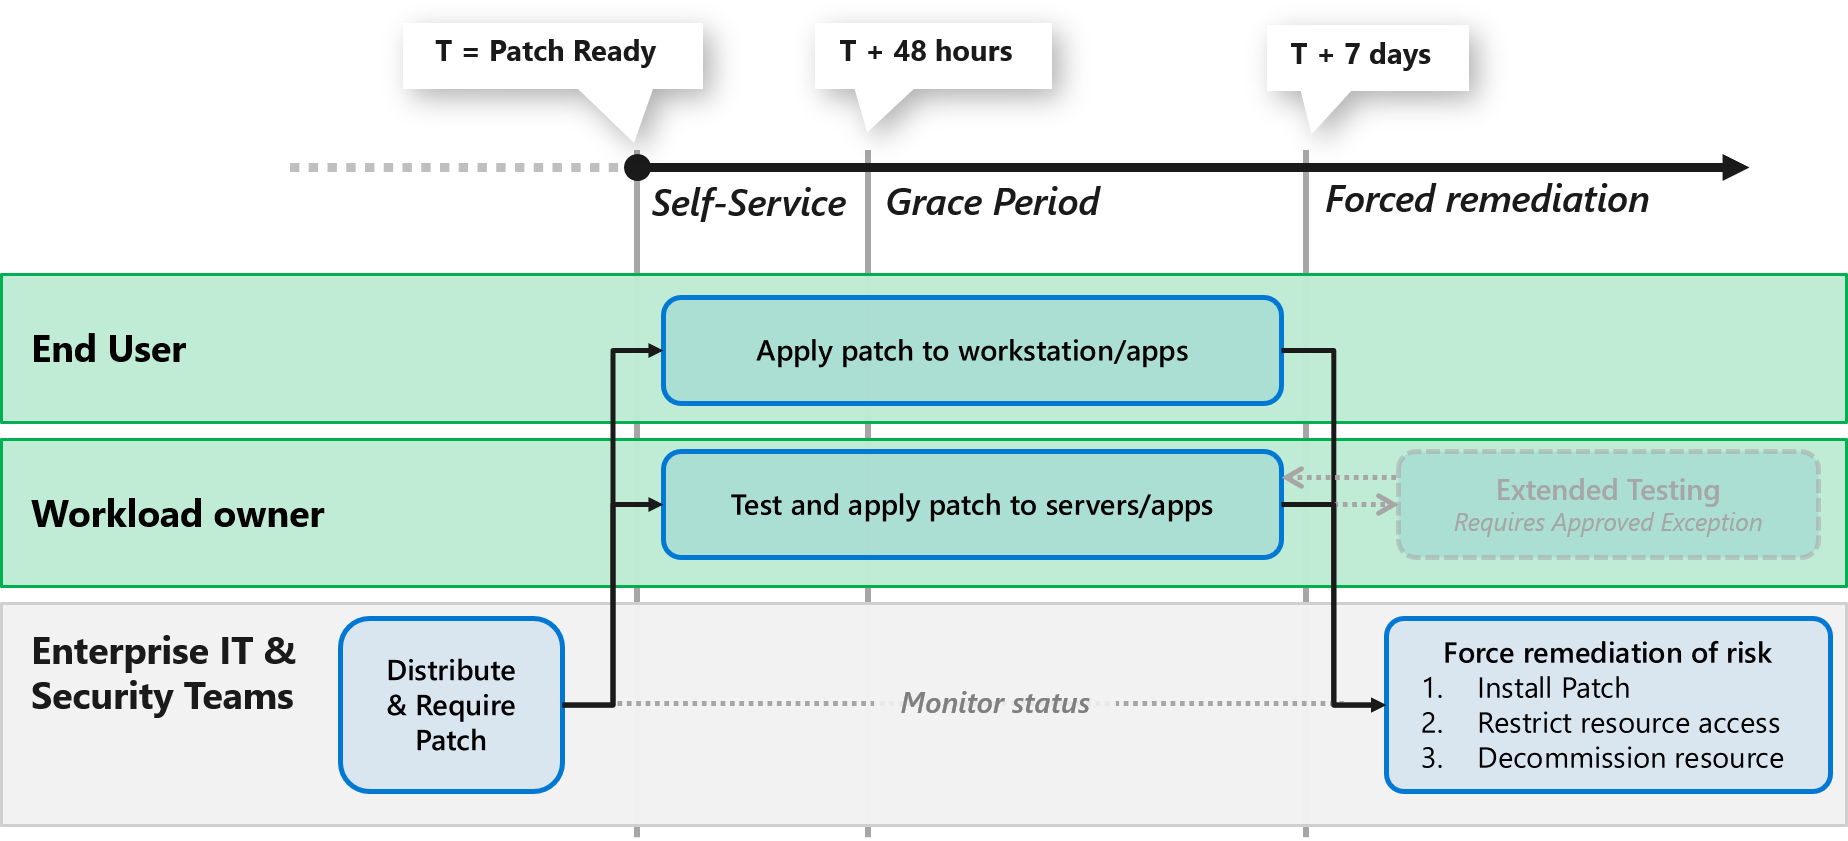 T = Patch Ready
T + 48 hours
T + 7 days
Self-Service
Grace Period
Forced remediation
End User
Apply patch to workstation/apps
Workload owner
Test and apply patch to servers/apps
Extended Testing
Requires Approved Exception
Enterprise IT &
Security Teams
Distribute
& Require
Patch
Monitor status
Force remediation of risk
1. Install Patch
2. Restrict resource access
3. Decommission resource